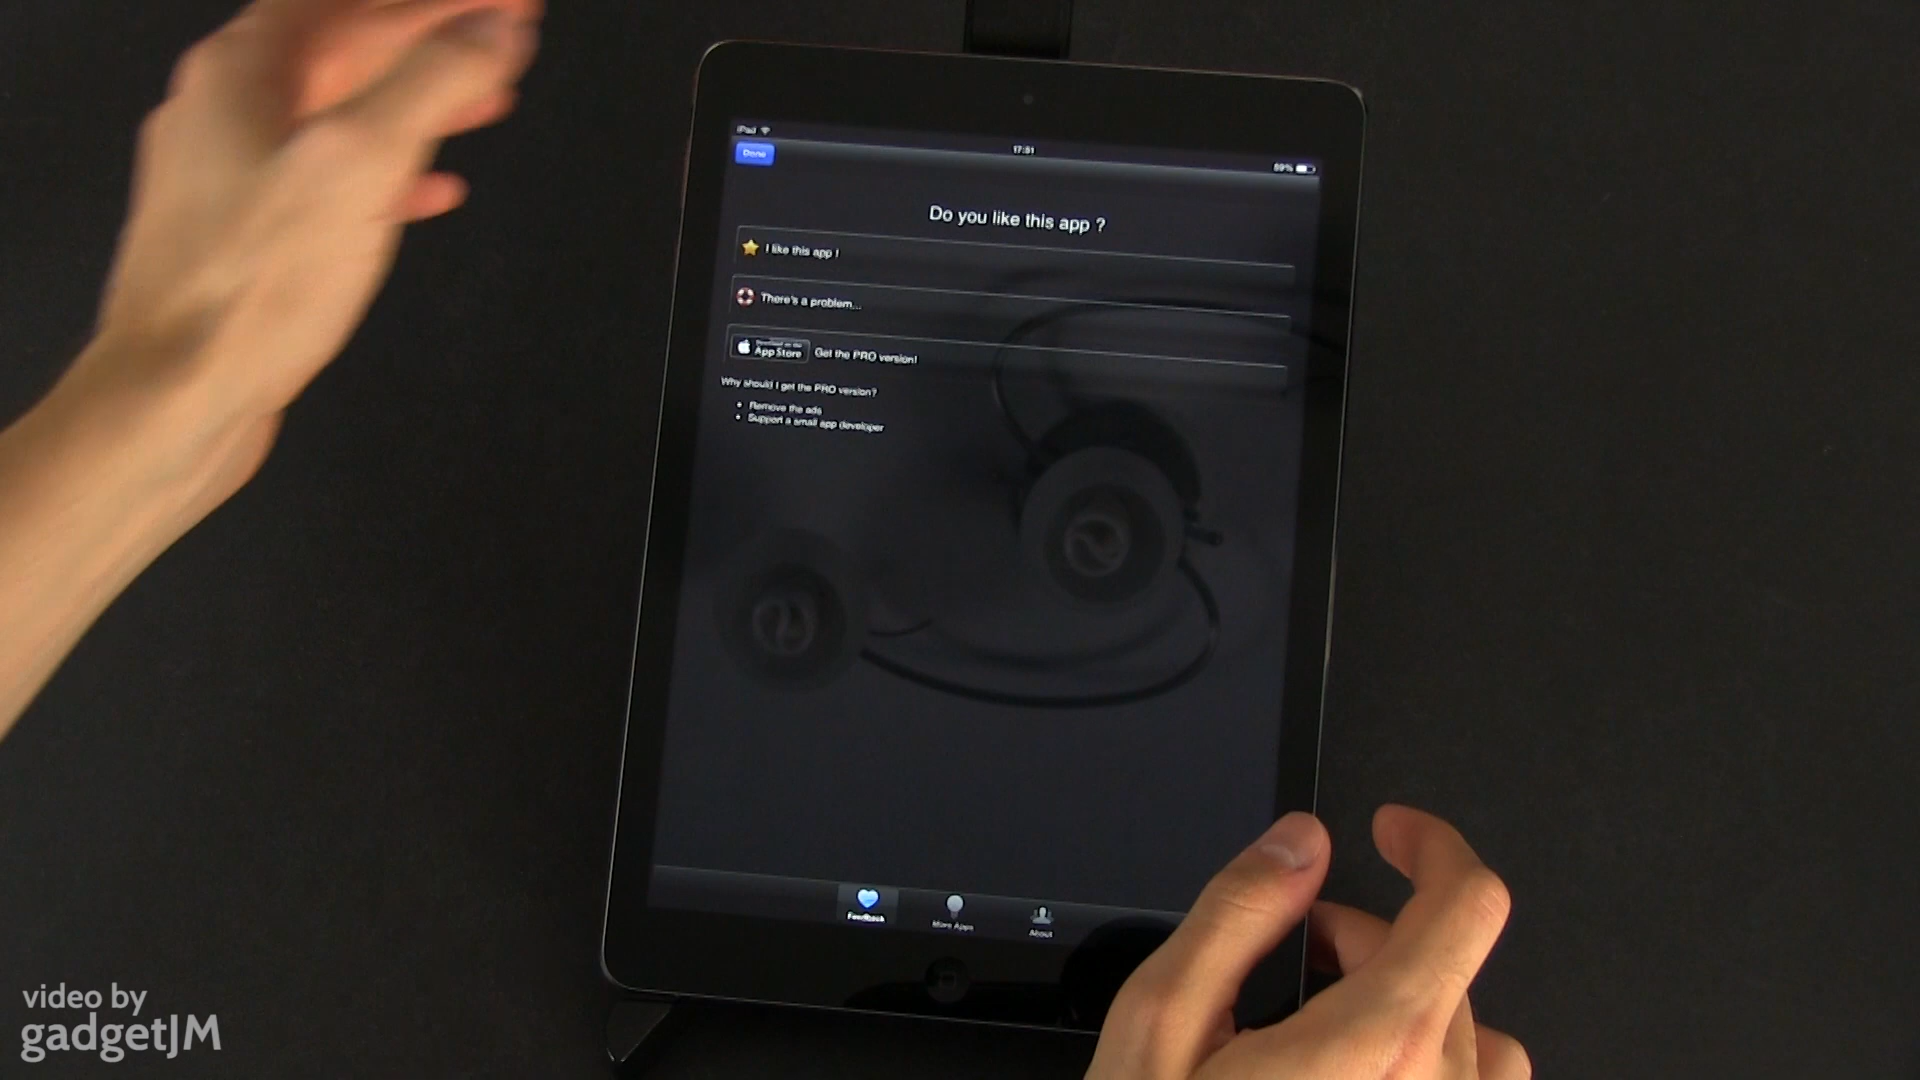 iPad
17:51
89%
Done
Do you like this app ?
I like this app !
There's a problem...
App Store
Get the PRO version!
Why should I get the PRO version?
• Remove the ads
• Support a small app developer
Feedback
More Apps
About
video by
gadgetJM